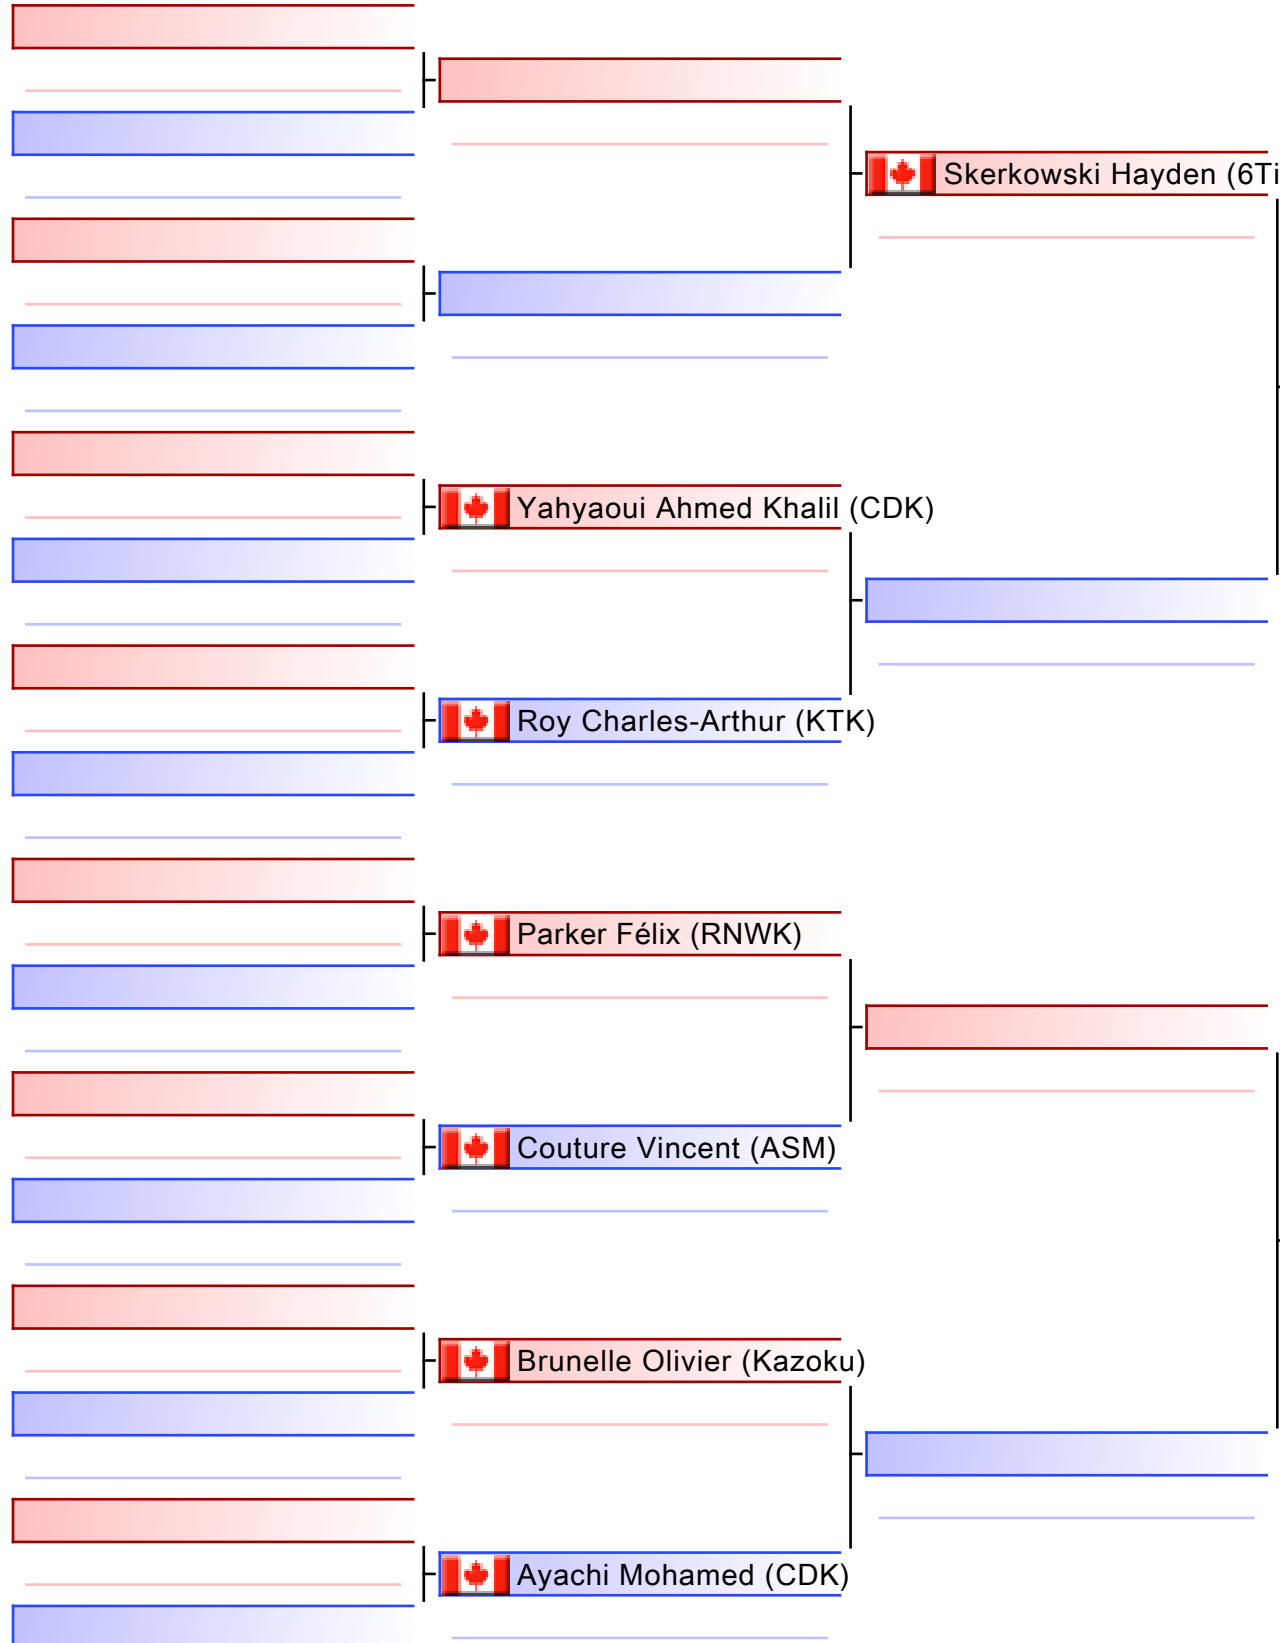 Skerkowski Hayden (6Ti
Yahyaoui Ahmed Khalil (CDK)
Roy Charles-Arthur (KTK)
Parker Félix (RNWK)
Couture Vincent (ASM)
Brunelle Olivier (Kazoku)
Ayachi Mohamed (CDK)